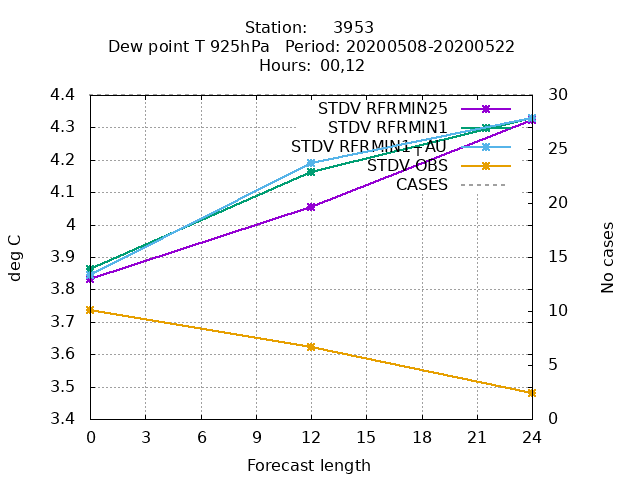 Station: 3953
Dew point T 925hPa Period: 20200508-20200522
Hours: 00,12
4.4
4.3
4.2
4.1
4
3.9
3.8
3.7
3.6
3.5
3.4
deg C
STDV RFRMIN25
STDV RFRMIN1
STDV RFRMIN1+AU
STDV OBS
CASES
30
25
20
15
10
5
0
No cases
0 3 6 9 12 15 18 21 24
Forecast length